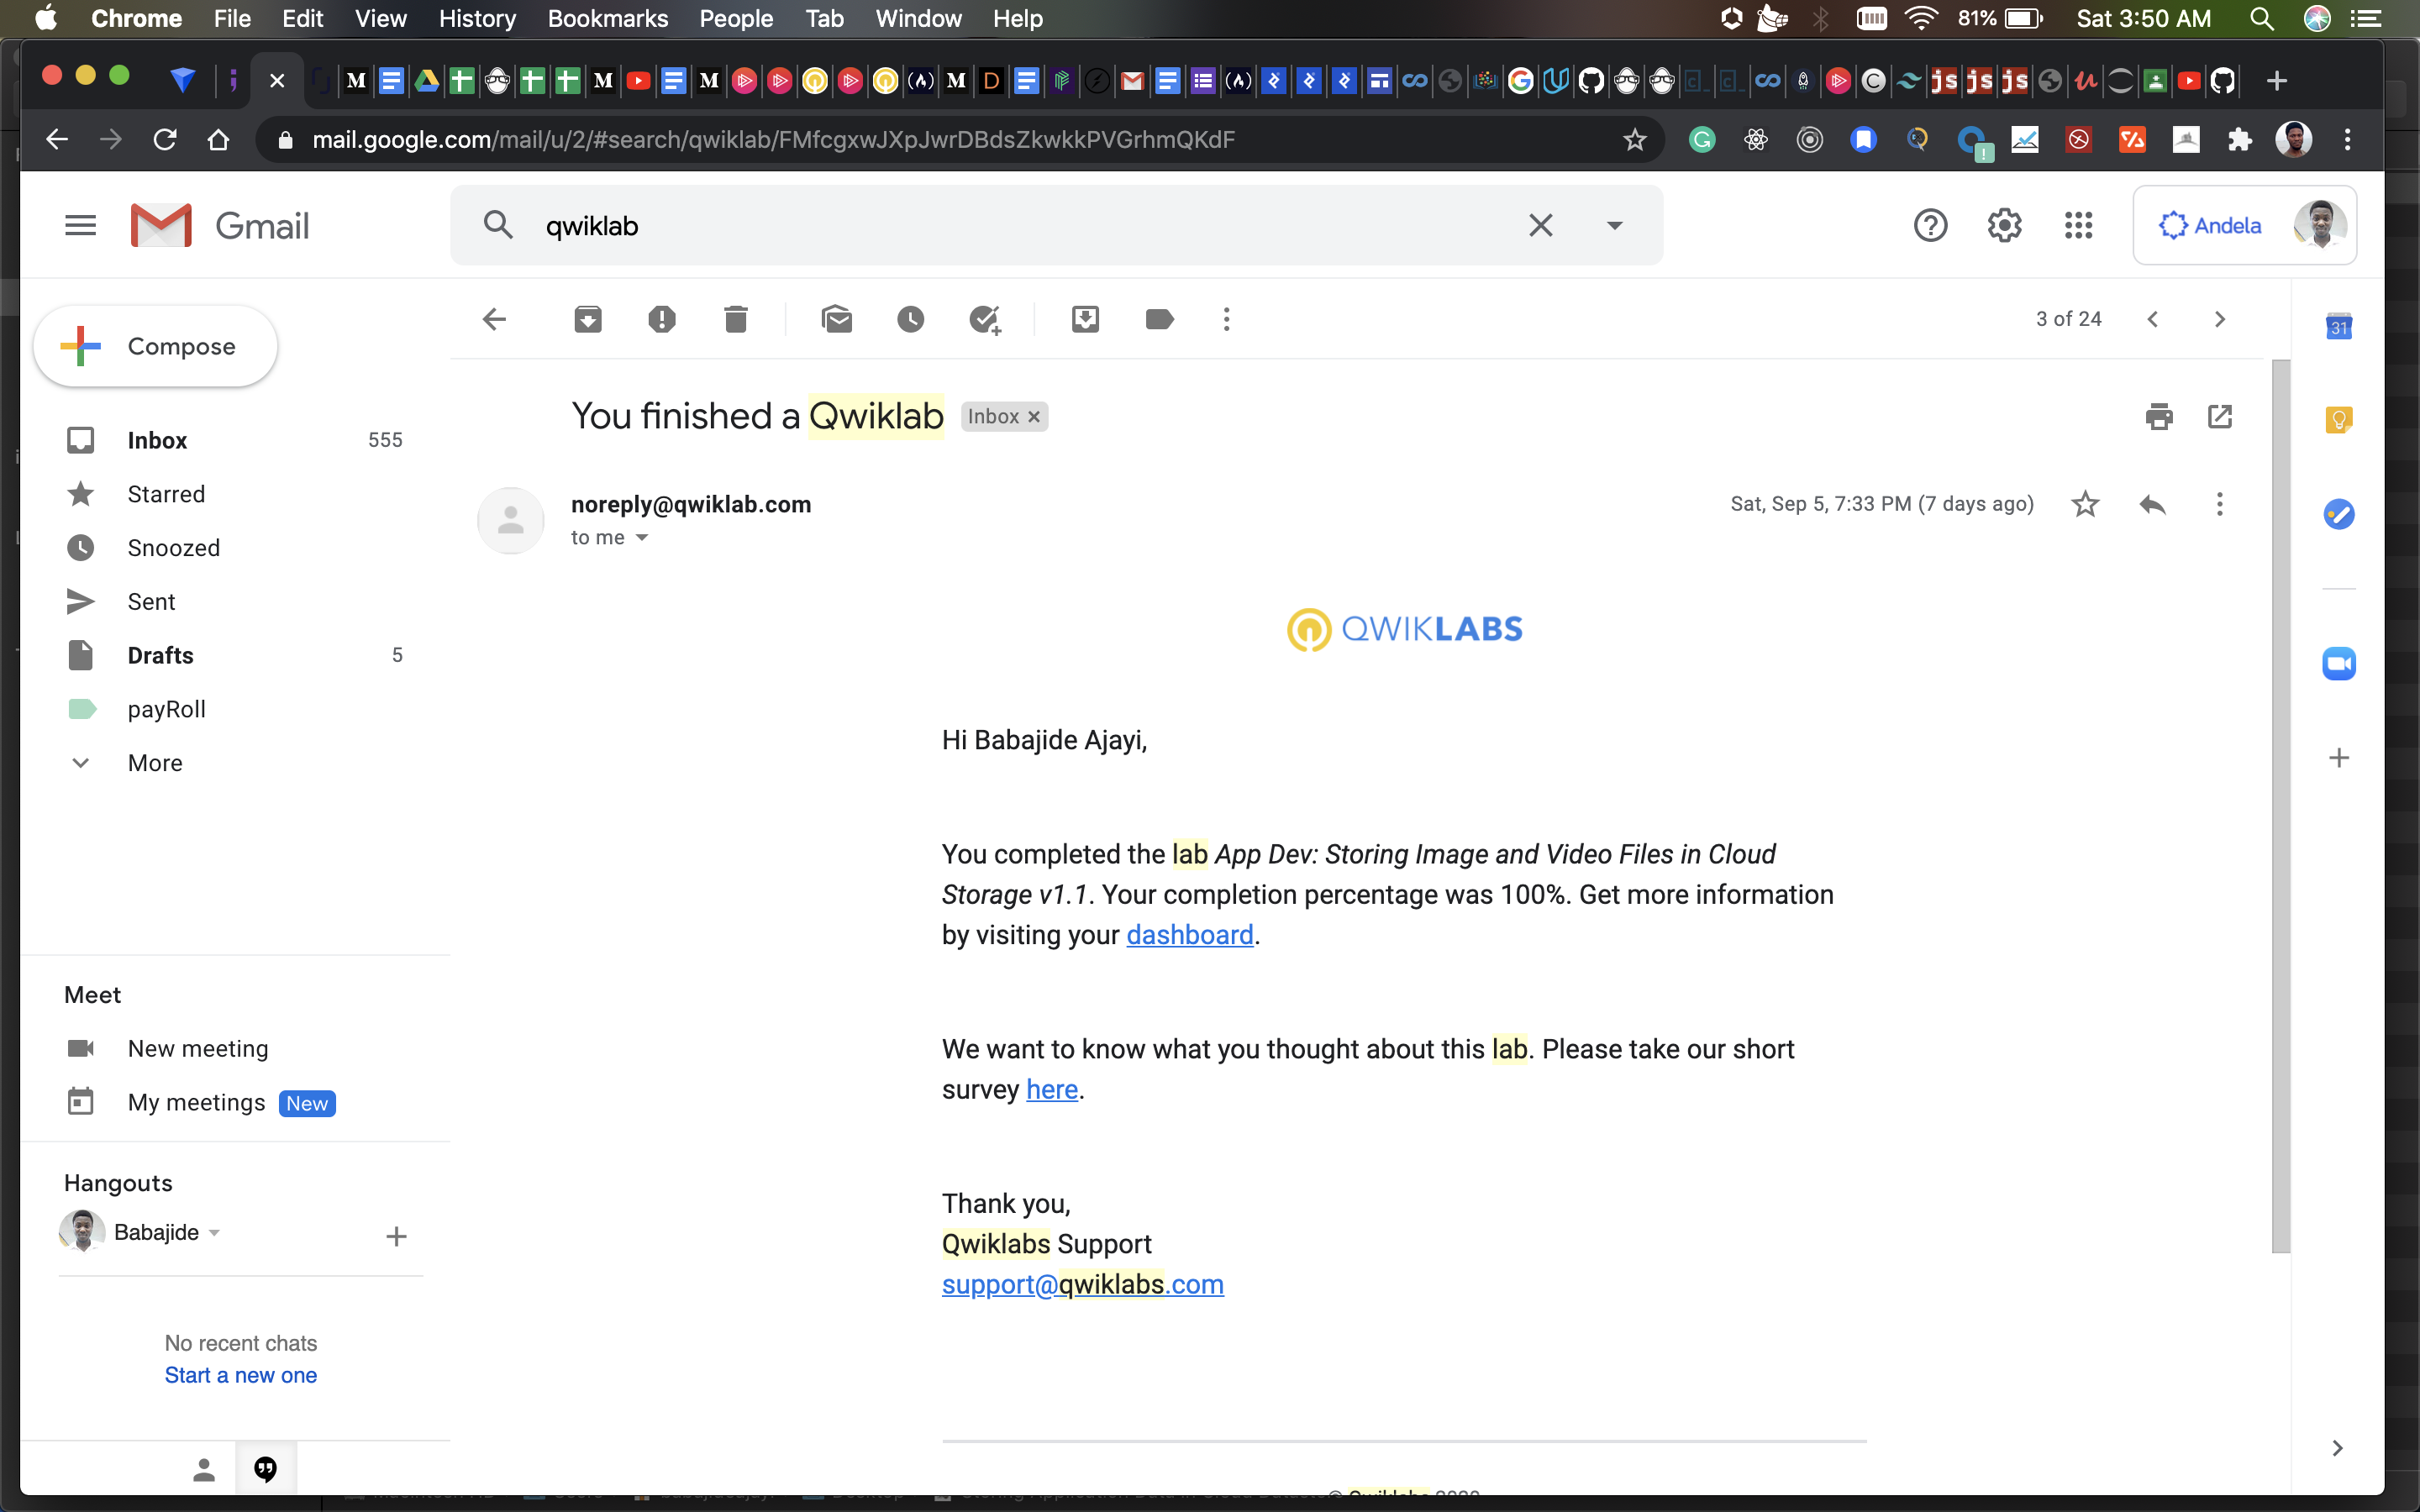 Chrome File Edit View History Bookmarks People Tab Window Help 81% Sat 3:50 AM
mail.google.com/mail/u/2/#search/qwiklab/FMfcgxwJXpJwrDBdsZkwkkPVGrhmQKdF
Gmail
qwiklab
Andela
Compose
3 of 24
31
Inbox 555
Starred
Snoozed
Sent
Drafts 5
payRoll
More
You finished a Qwiklab Inbox
noreply@qwiklab.com Sat, Sep 5, 7:33 PM (7 days ago)
to me
QWIKLABS
Hi Babajide Ajayi,
You completed the lab App Dev: Storing Image and Video Files in Cloud
Storage v1.1. Your completion percentage was 100%. Get more information
by visiting your dashboard.
We want to know what you thought about this lab. Please take our short
survey here.
Thank you,
Qwiklabs Support
support@qwiklabs.com
Meet
New meeting
My meetings New
Hangouts
Babajide
No recent chats
Start a new one